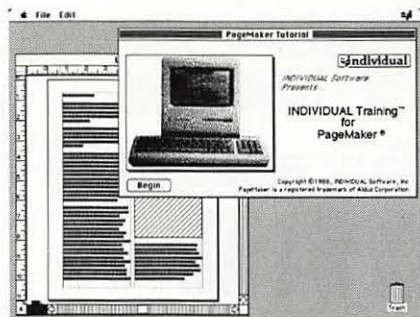 File Edit
PageMaker Tutorial
individual
INDIVIDUAL Software
Presents...
INDIVIDUAL Training™
for
PageMaker®
Begin
Copyright ©1988, INDIVIDUAL Software, Inc
PageMaker is a registered trademark of Aldus Corporation
Trash